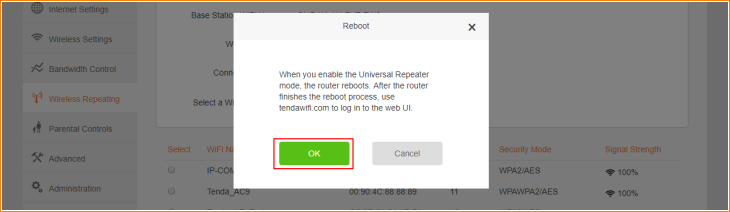 Internet Settings
Wireless Settings
Bandwidth Control
Wireless Repeating
Parental Controls
Advanced
Administration
Base Station
Reboot
When you enable the Universal Repeater
mode, the router reboots. After the router
finishes the reboot process, use
tendawifi.com to log in to the web UI.
OK Cancel
Select a
Select WiFi Security Mode Signal Strength
IP-COM WPA2/AES 100%
Tenda_AC9 00:90:4C:88:88:89 11 WPAWPA2/AES 100%